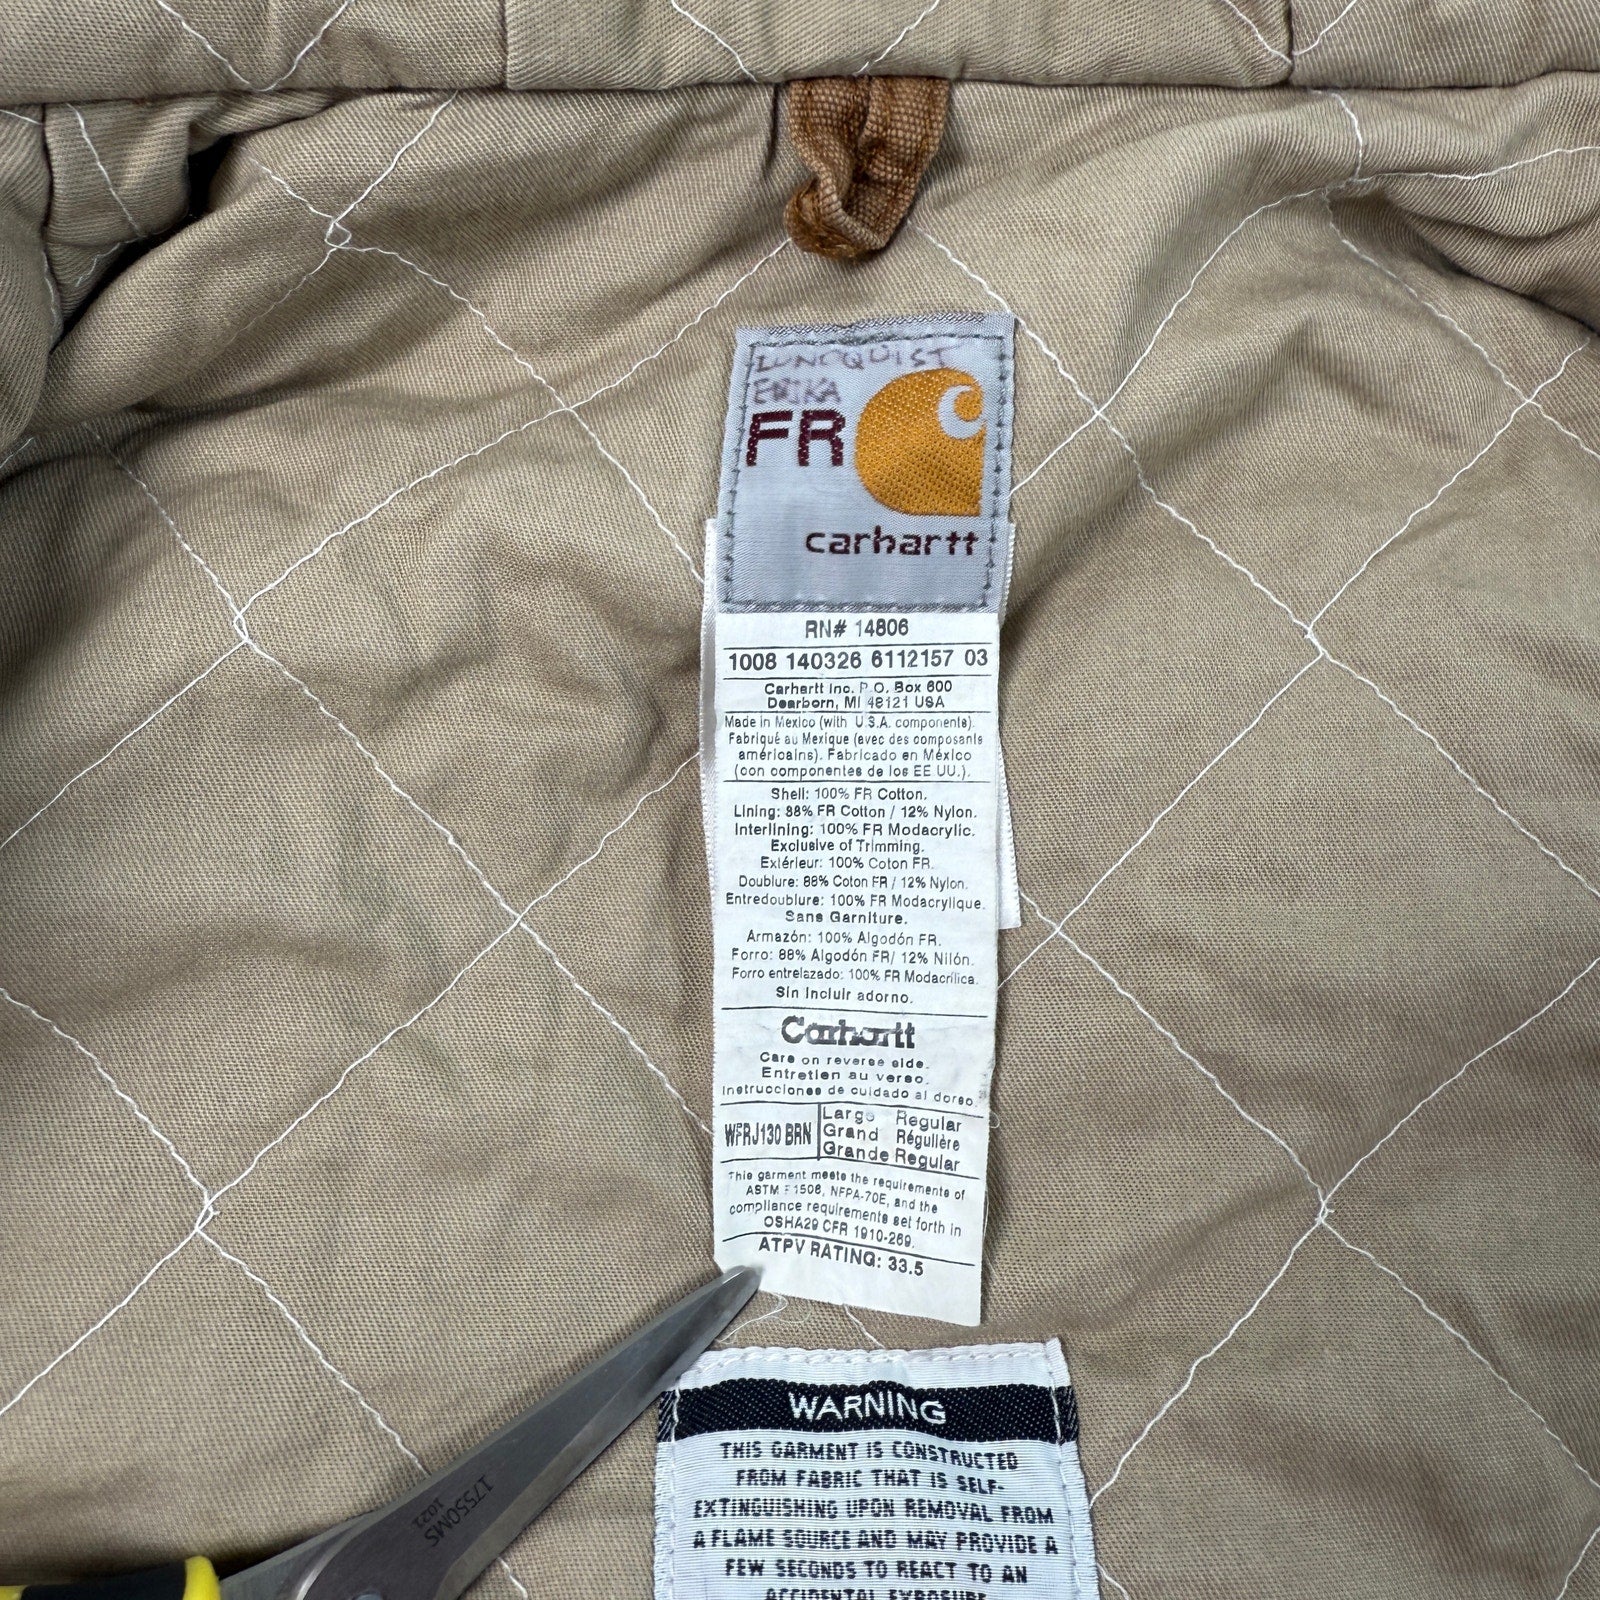 LUNDQUIST
ERIKA
FR
carhartt
RN# 14806
1008 140326 6112157 03
Carhartt Inc. P.O. Box 600
Dearborn, MI 48121 USA
Made in Mexico (with U.S.A. components).
Fabriqué au Mexique (avec des composants
américains). Fabricado en México
(con componentes de los EE.UU.).
Shell: 100% FR Cotton.
Lining: 88% FR Cotton / 12% Nylon.
Interlining: 100% FR Modacrylic.
Exclusive of Trimming.
Extérieur: 100% Coton FR.
Doublure: 88% Coton FR / 12% Nylon.
Entredoublure: 100% FR Modacrylique.
Sans Garniture.
Armazón: 100% Algodón FR.
Forro: 88% Algodón FR/ 12% Nilón.
Forro entrelazado: 100% FR Modacrílica.
Sin Incluir adorno.
Carhartt
Care on reverse side.
Entretien au verso.
Instrucciones de cuidado al dorso.
WFRJ130 BRN
Large Regular
Grand Régulière
Grande Regular
This garment meets the requirements of
ASTM F1506, NFPA-70E, and the
compliance requirements set forth in
OSHA29 CFR 1910-269.
ATPV RATING: 33.5
WARNING
THIS GARMENT IS CONSTRUCTED
FROM FABRIC THAT IS SELF-
EXTINGUISHING UPON REMOVAL FROM
A FLAME SOURCE AND MAY PROVIDE A
FEW SECONDS TO REACT TO AN
ACCIDENTAL EXPOSURE
17550MS
1021